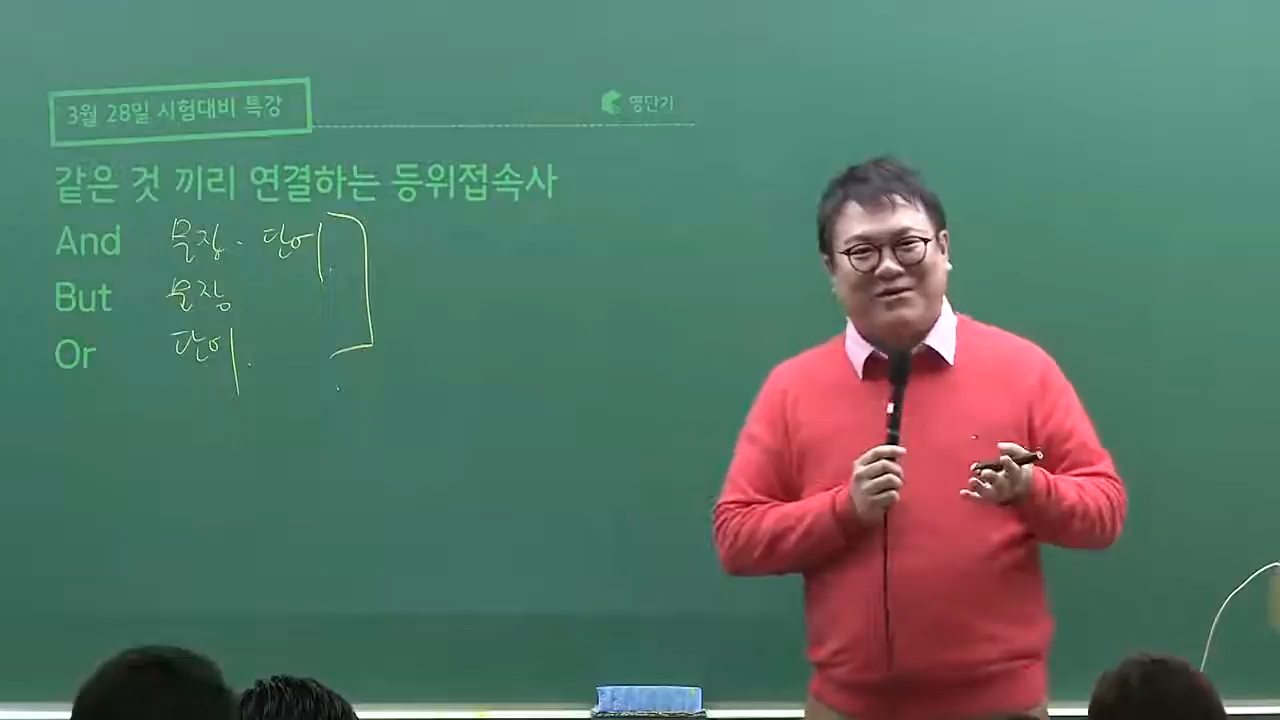 3월 28일 시험대비 특강
영단기
같은 것 끼리 연결하는 등위접속사
And 문장 · 단어
But 문장
Or 단어